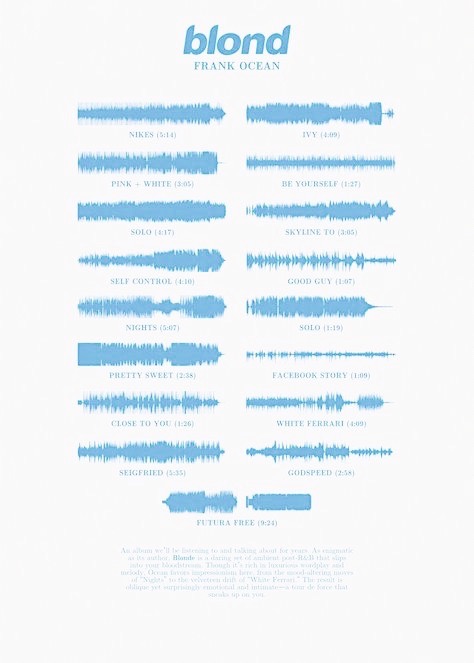 blond
FRANK OCEAN
NIKES (5:14)
IVY (4:09)
PINK + WHITE (3:05)
BE YOURSELF (1:27)
SOLO (4:17)
SKYLINE TO (3:05)
SELF CONTROL (4:10)
GOOD GUY (1:07)
NIGHTS (5:07)
SOLO (1:19)
PRETTY SWEET (2:38)
FACEBOOK STORY (1:09)
CLOSE TO YOU (1:26)
WHITE FERRARI (4:09)
SEIGFRIED (5:35)
GODSPEED (2:58)
FUTURA FREE (9:24)
An album we'll be listening to and talking about for years. As enigmatic
as its author, Blonde is a daring set of ambient post-R&B that slips
into your bloodstream. Though it's rich in luxurious wordplay and
melody, Ocean favors impressionism here, from the mood-altering moves
of "Nights" to the velveteen drift of "White Ferrari." The result is
oblique yet surprisingly emotional and intimate—a tour de force that
sneaks up on you.